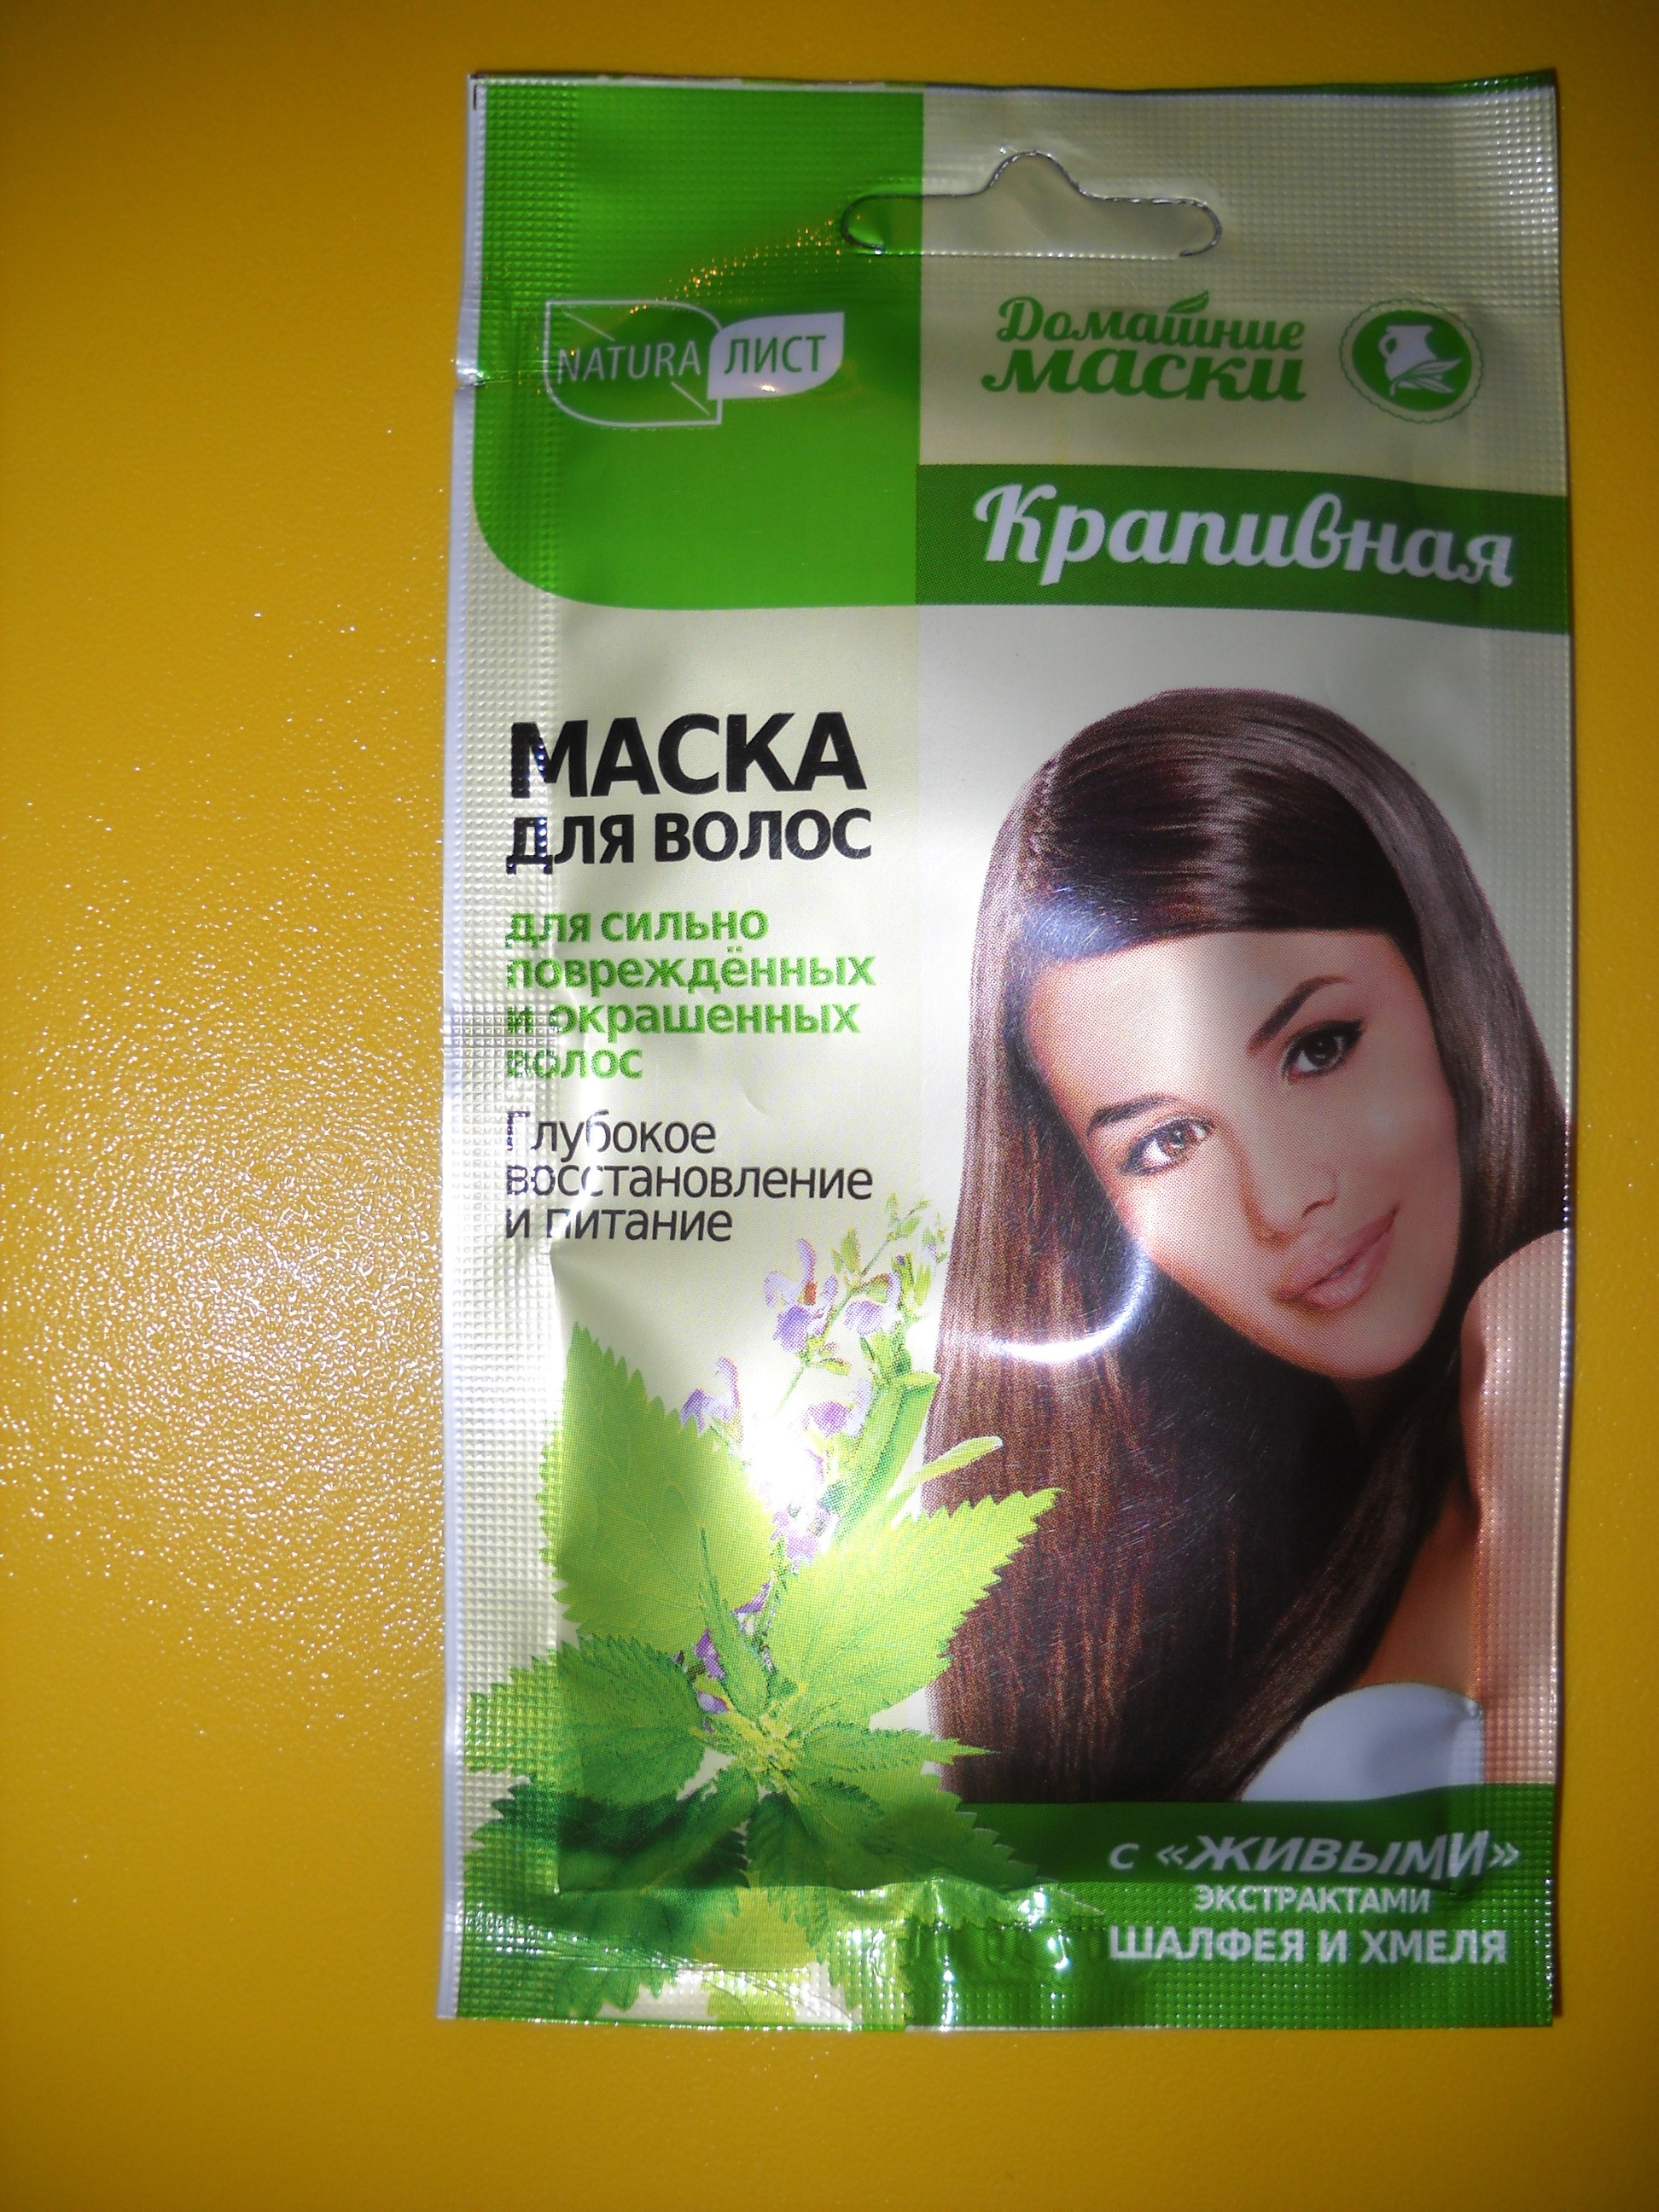 NATURA ЛИСТ
Домашние
маски
Крапивная
МАСКА
ДЛЯ ВОЛОС
для сильно
повреждённых
и окрашенных
волос
Глубокое
восстановление
и питание
с «ЖИВЫМИ»
ЭКСТРАКТАМИ
ШАЛФЕЯ И ХМЕЛЯ